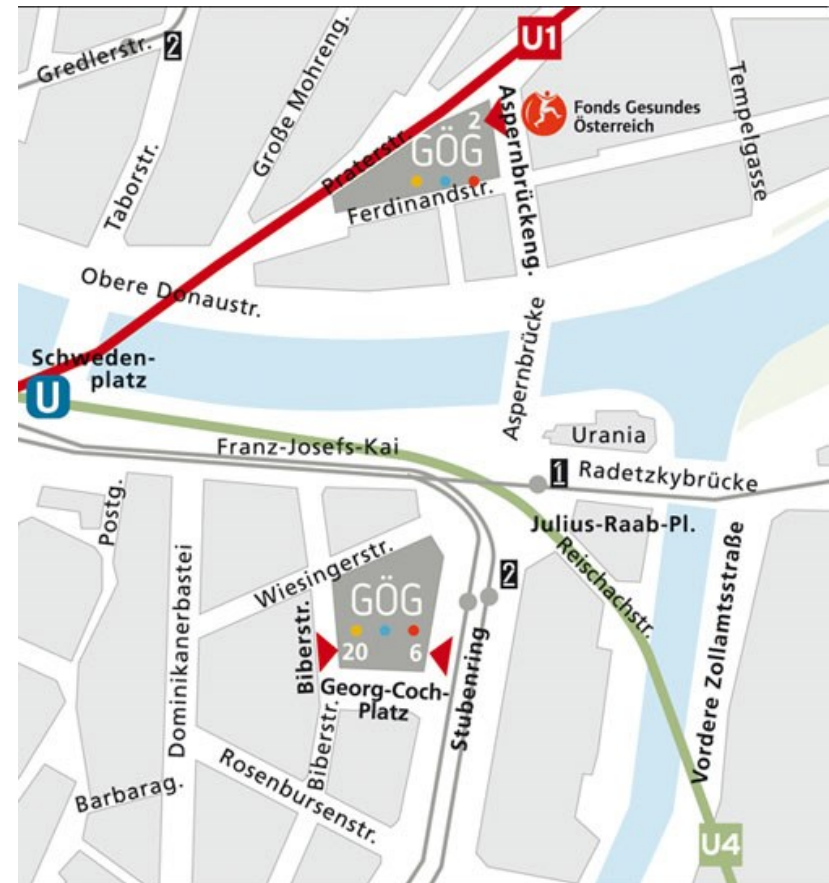 U1
Gredlerstr.
2
Große Mohreng.
Taborstr.
Praterstr.
2
GÖG
Ferdinandstr.
Aspernbrückeng.
Fonds Gesundes
Österreich
Tempelgasse
Obere Donaustr.
Schweden-
platz
U
Aspernbrücke
Urania
Franz-Josefs-Kai
1
Radetzkybrücke
Julius-Raab-Pl.
Postg.
Wiesingerstr.
2
Reischachstr.
GÖG
20
6
Biberstr.
Georg-Coch-
Platz
Stubenring
Dominikanerbastei
Biberstr.
Vordere Zollamtsstraße
Barbarag.
Rosenbursenstr.
U4